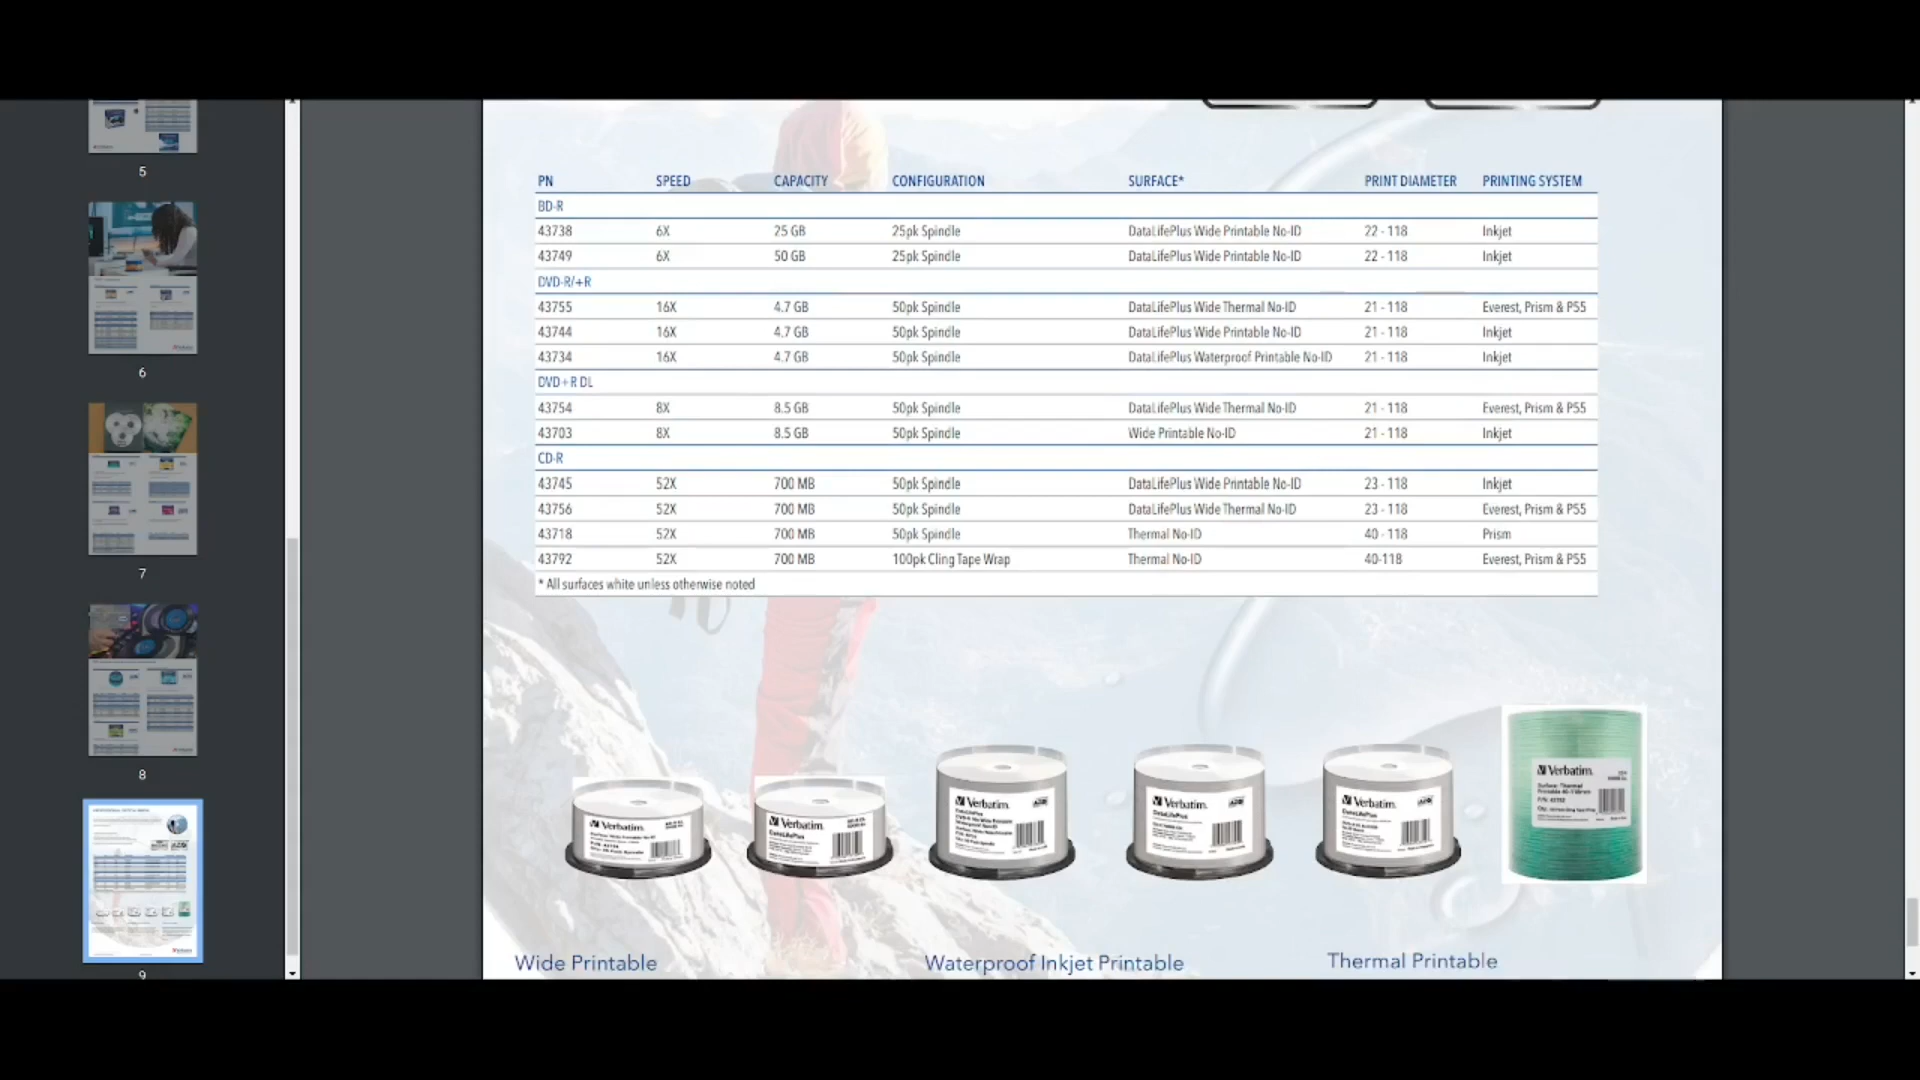 5
6
7
8
9
PN SPEED CAPACITY CONFIGURATION SURFACE* PRINT DIAMETER PRINTING SYSTEM
BD-R
43738 6X 25 GB 25pk Spindle DataLifePlus Wide Printable No-ID 22 - 118 Inkjet
43749 6X 50 GB 25pk Spindle DataLifePlus Wide Printable No-ID 22 - 118 Inkjet
DVD-R/+R
43755 16X 4.7 GB 50pk Spindle DataLifePlus Wide Thermal No-ID 21 - 118 Everest, Prism & P55
43744 16X 4.7 GB 50pk Spindle DataLifePlus Wide Printable No-ID 21 - 118 Inkjet
43734 16X 4.7 GB 50pk Spindle DataLifePlus Waterproof Printable No-ID 21 - 118 Inkjet
DVD+R DL
43754 8X 8.5 GB 50pk Spindle DataLifePlus Wide Thermal No-ID 21 - 118 Everest, Prism & P55
43703 8X 8.5 GB 50pk Spindle Wide Printable No-ID 21 - 118 Inkjet
CD-R
43745 52X 700 MB 50pk Spindle DataLifePlus Wide Printable No-ID 23 - 118 Inkjet
43756 52X 700 MB 50pk Spindle DataLifePlus Wide Thermal No-ID 23 - 118 Everest, Prism & P55
43718 52X 700 MB 50pk Spindle Thermal No-ID 40 - 118 Prism
43792 52X 700 MB 100pk Cling Tape Wrap Thermal No-ID 40-118 Everest, Prism & P55
* All surfaces white unless otherwise noted
Verbatim.
Verbatim.
DataLifePlus
Verbatim.
DataLifePlus
Verbatim.
DataLifePlus
Verbatim.
DataLifePlus
Verbatim.
Wide Printable
Waterproof Inkjet Printable
Thermal Printable